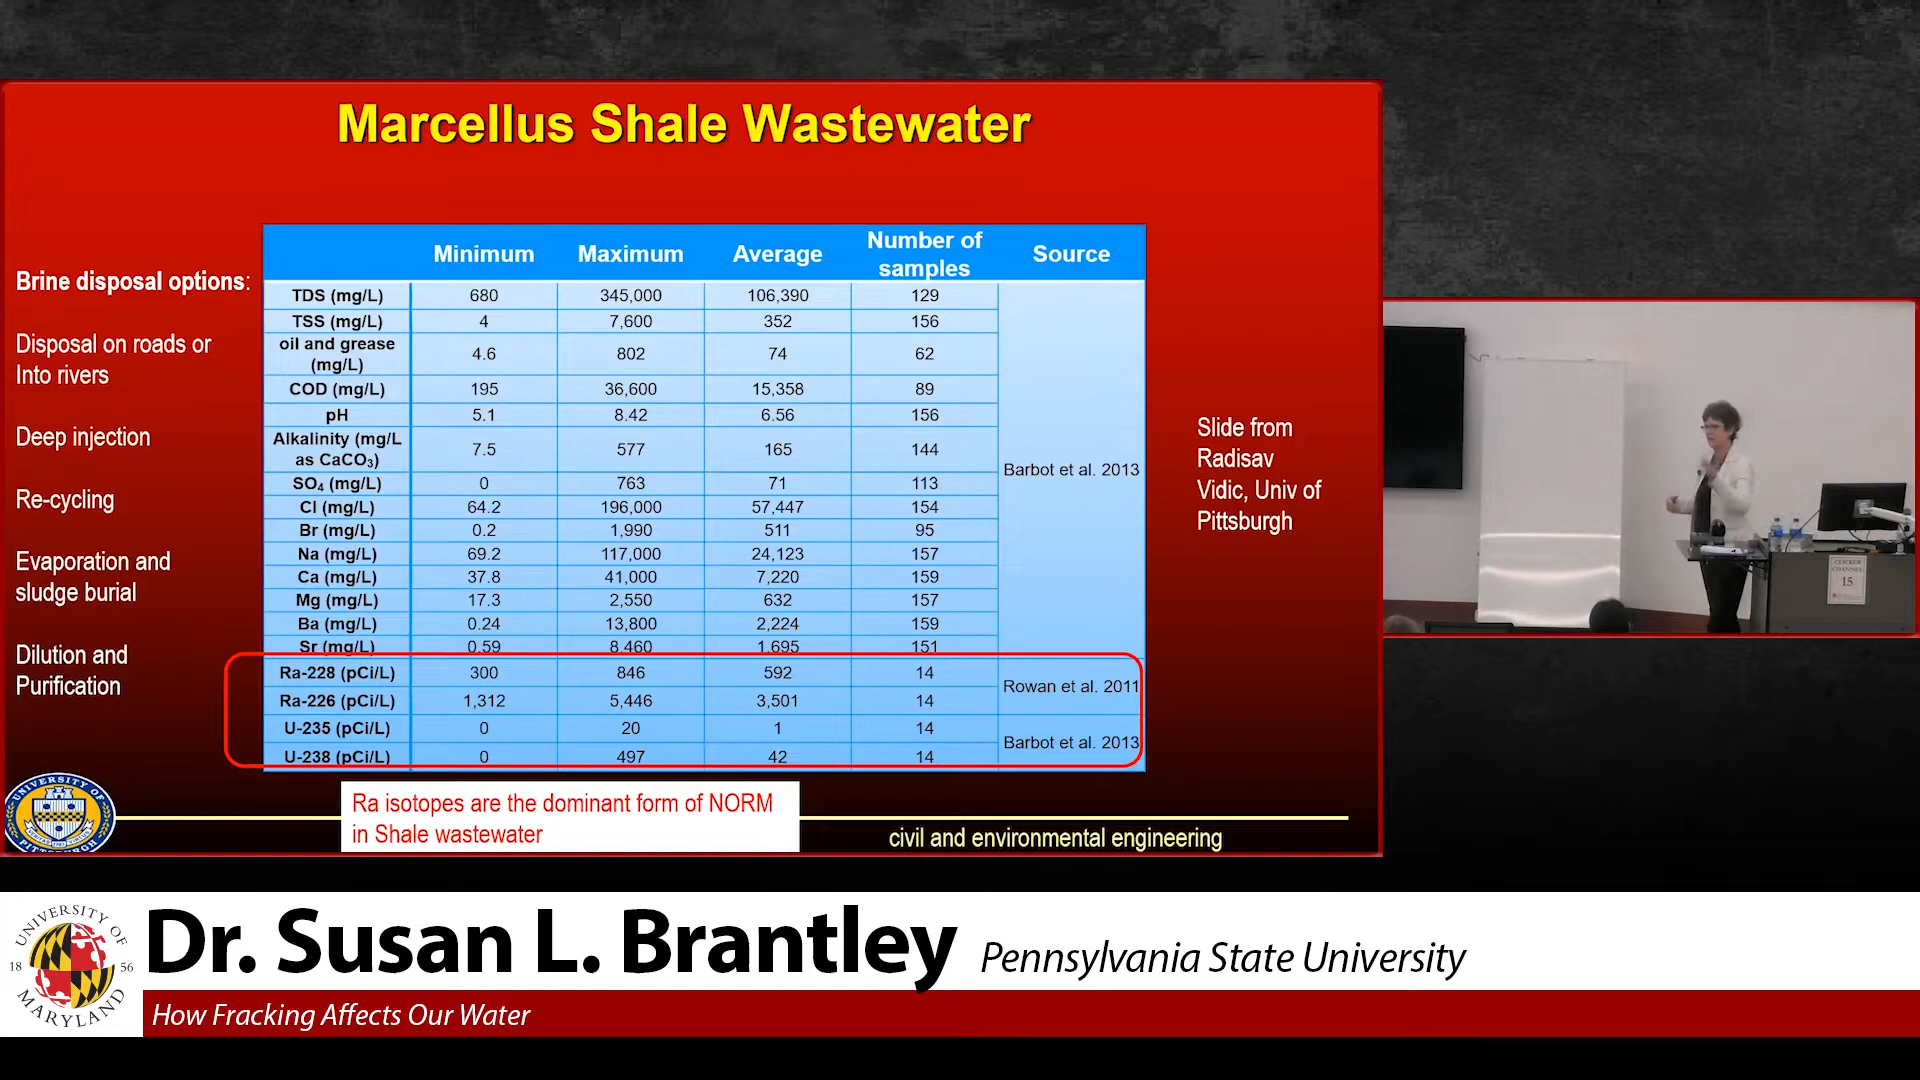 Marcellus Shale Wastewater
Brine disposal options:
Disposal on roads or
Into rivers
Deep injection
Re-cycling
Evaporation and
sludge burial
Dilution and
Purification
Minimum Maximum Average Number of samples Source
TDS (mg/L) 680 345,000 106,390 129 Barbot et al. 2013
TSS (mg/L) 4 7,600 352 156
oil and grease (mg/L) 4.6 802 74 62
COD (mg/L) 195 36,600 15,358 89
pH 5.1 8.42 6.56 156
Alkalinity (mg/L as CaCO₃) 7.5 577 165 144
SO₄ (mg/L) 0 763 71 113
Cl (mg/L) 64.2 196,000 57,447 154
Br (mg/L) 0.2 1,990 511 95
Na (mg/L) 69.2 117,000 24,123 157
Ca (mg/L) 37.8 41,000 7,220 159
Mg (mg/L) 17.3 2,550 632 157
Ba (mg/L) 0.24 13,800 2,224 159
Sr (mg/L) 0.59 8,460 1,695 151
Ra-228 (pCi/L) 300 846 592 14 Rowan et al. 2011
Ra-226 (pCi/L) 1,312 5,446 3,501 14
U-235 (pCi/L) 0 20 1 14 Barbot et al. 2013
U-238 (pCi/L) 0 497 42 14
Slide from
Radisav
Vidic, Univ of
Pittsburgh
CLICKER
CHANNEL
15
UNIVERSITY OF
PITTSBURGH
Ra isotopes are the dominant form of NORM
in Shale wastewater
civil and environmental engineering
UNIVERSITY OF
18 56
MARYLAND
Dr. Susan L. Brantley Pennsylvania State University
How Fracking Affects Our Water